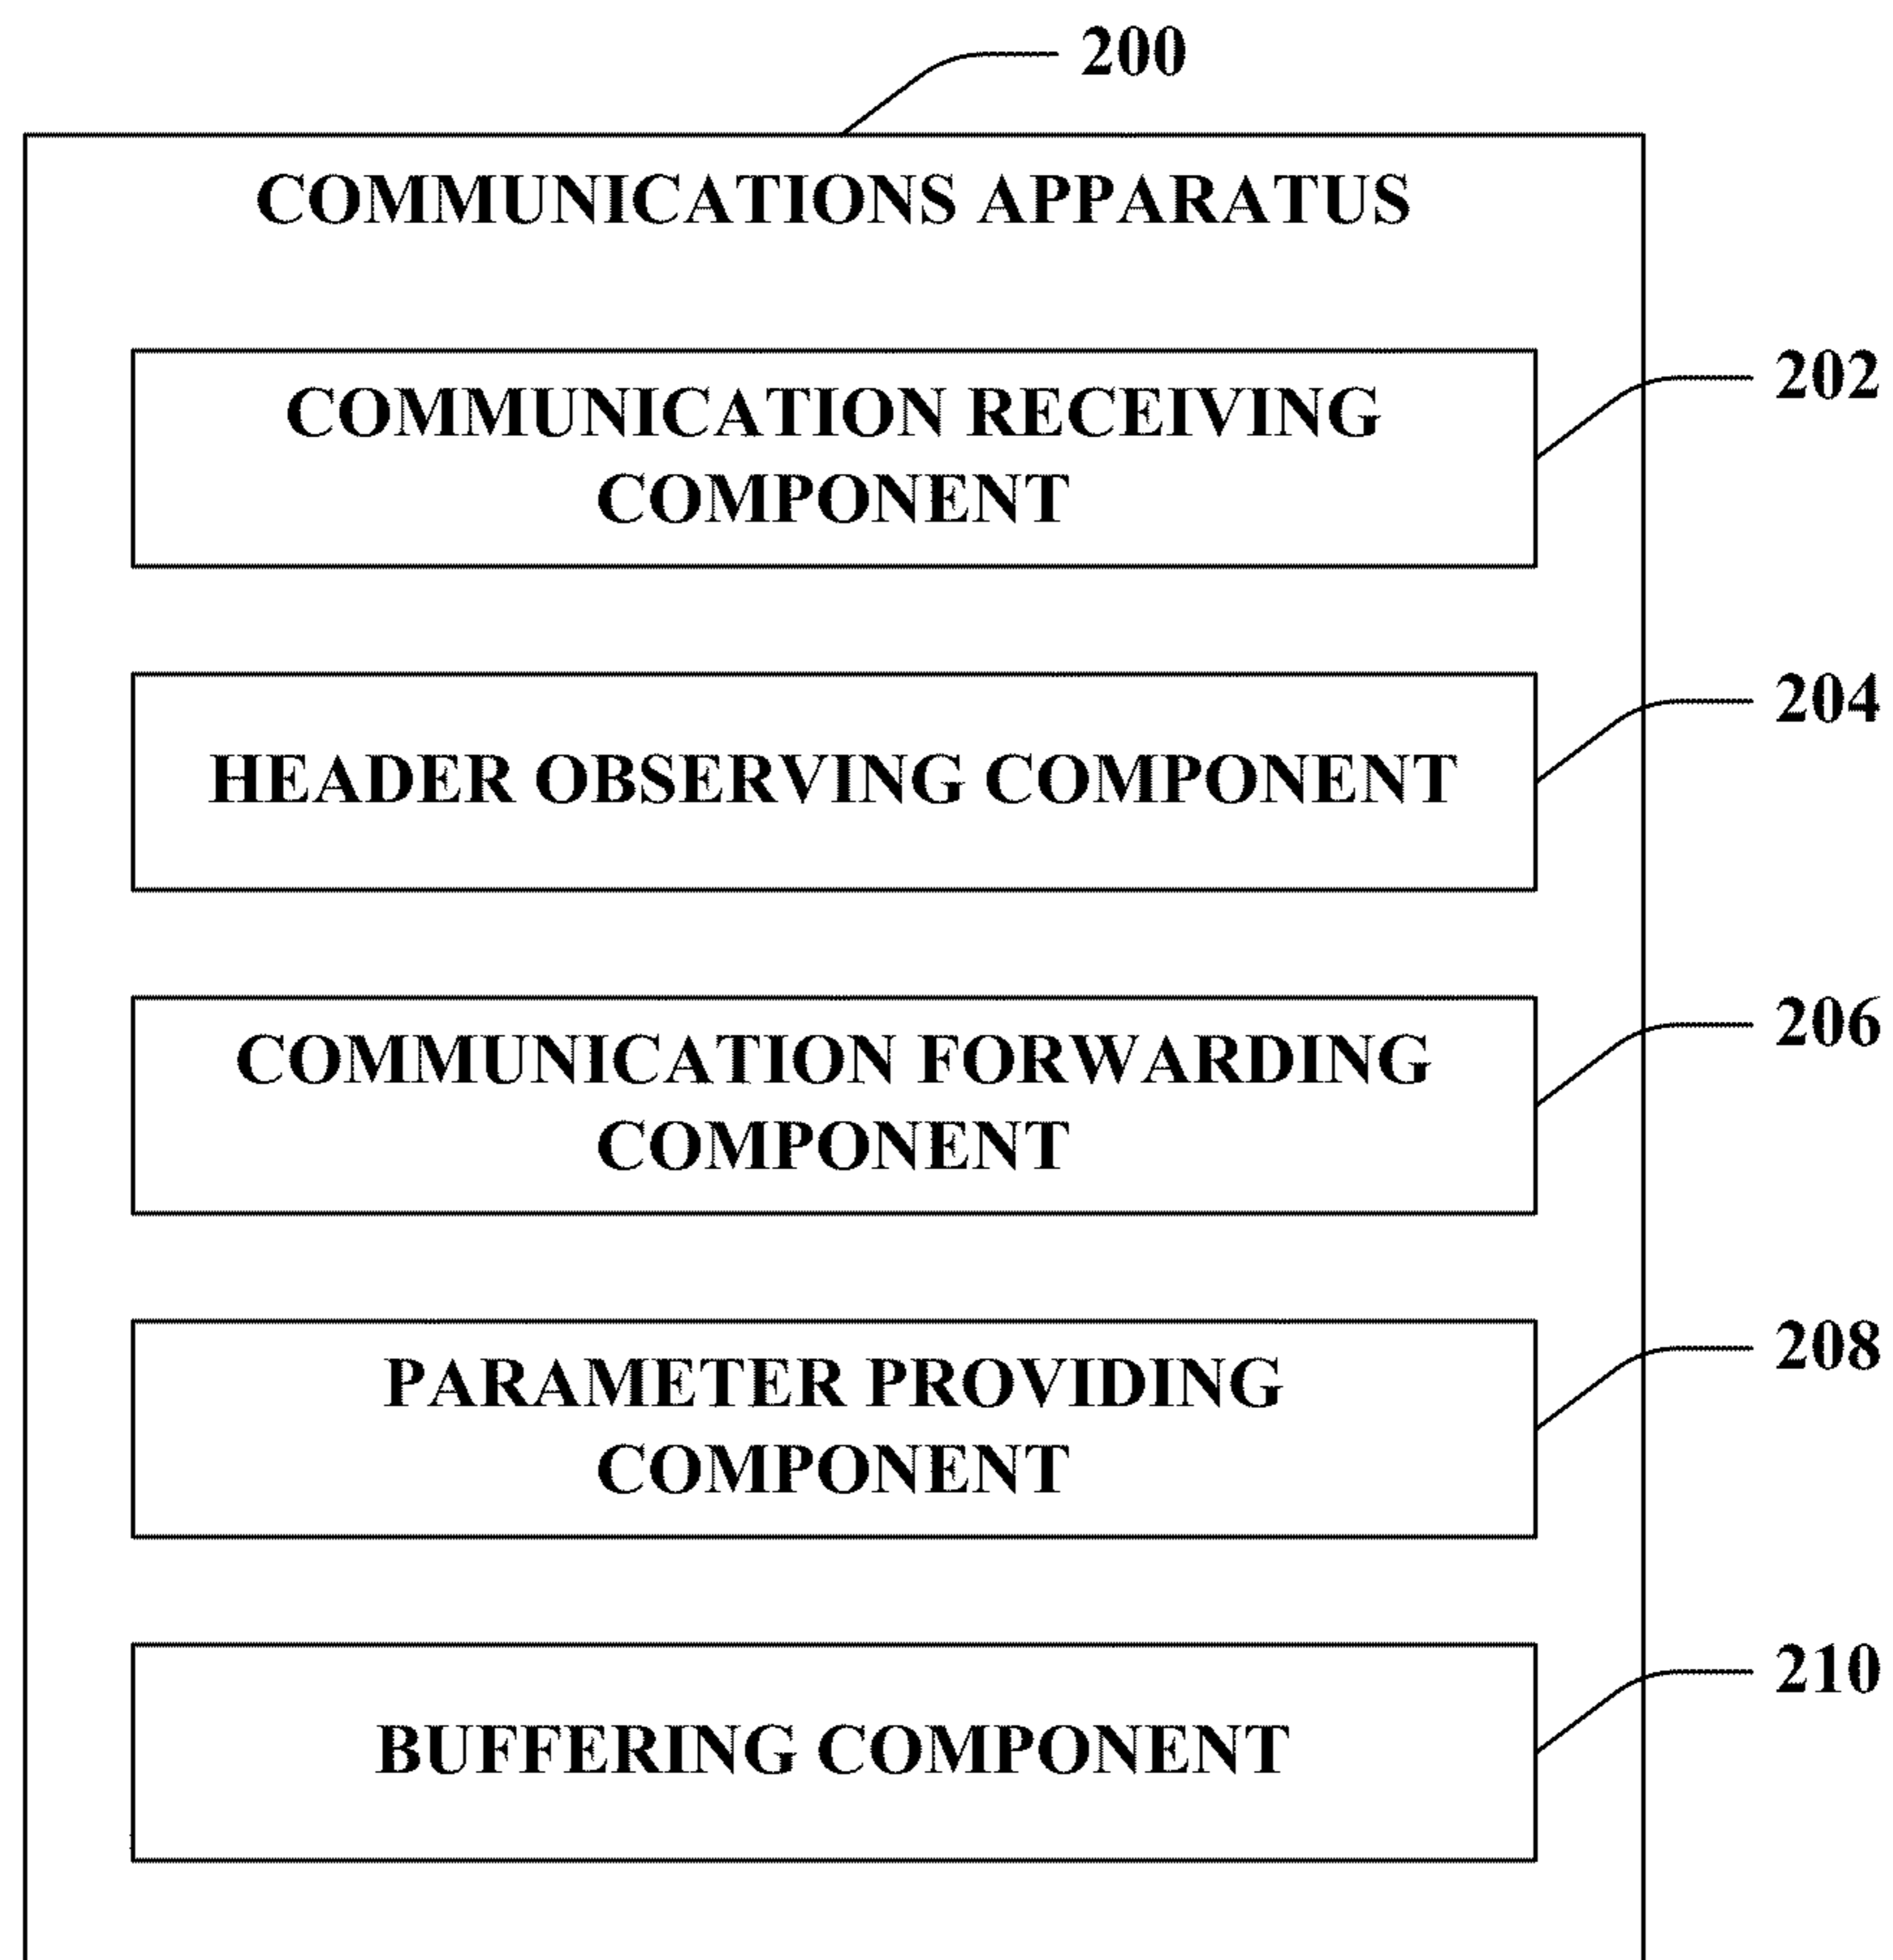 200
COMMUNICATIONS APPARATUS
COMMUNICATION RECEIVING
COMPONENT
202
HEADER OBSERVING COMPONENT
204
COMMUNICATION FORWARDING
COMPONENT
206
PARAMETER PROVIDING
COMPONENT
208
BUFFERING COMPONENT
210